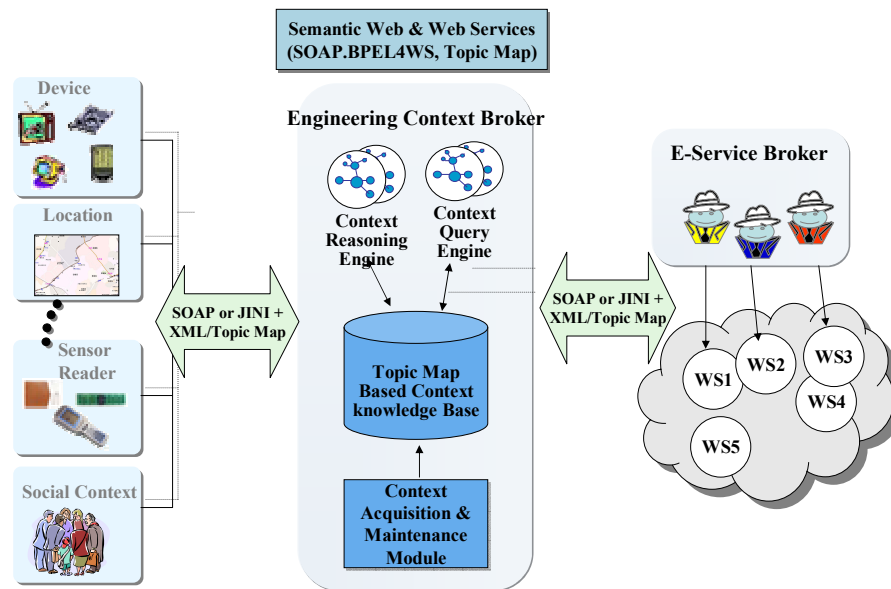 Semantic Web & Web Services
(SOAP.BPEL4WS, Topic Map)
Device
Location
Sensor
Reader
Social Context
SOAP or JINI +
XML/Topic Map
Engineering Context Broker
Context
Reasoning
Engine
Context
Query
Engine
Topic Map
Based Context
knowledge Base
Context
Acquisition &
Maintenance
Module
SOAP or JINI +
XML/Topic Map
E-Service Broker
WS1
WS2
WS3
WS4
WS5